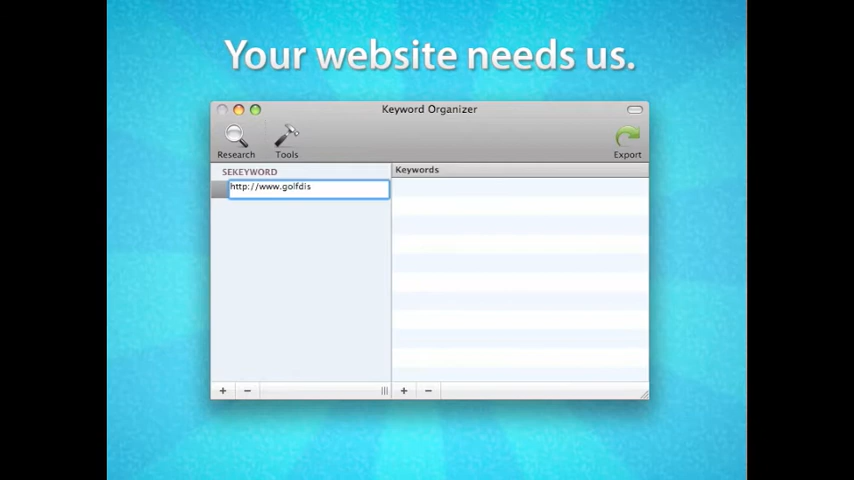 Your website needs us.
Keyword Organizer
Research
Tools
Export
SEKEYWORD
Keywords
http://www.golfdis